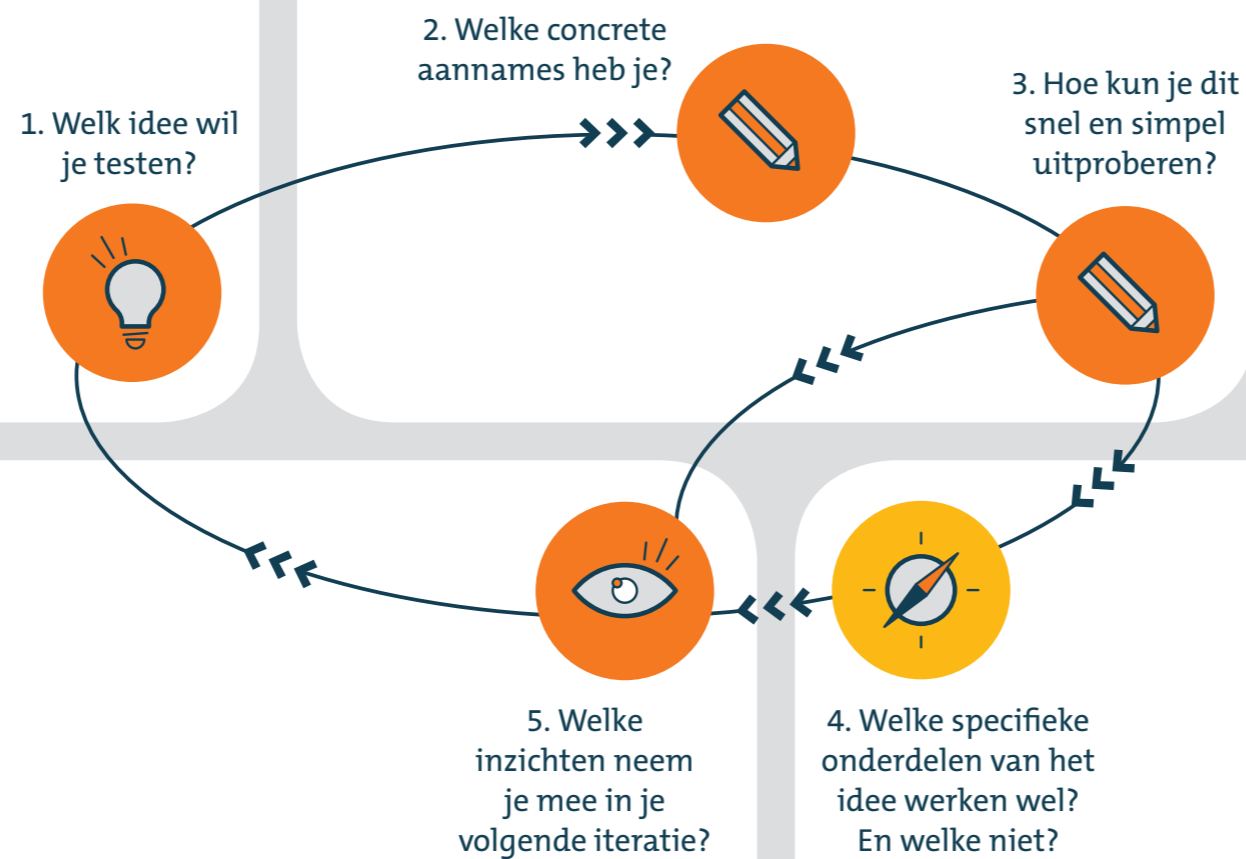 1. Welk idee wil
je testen?
2. Welke concrete
aannames heb je?
3. Hoe kun je dit
snel en simpel
uitproberen?
4. Welke specifieke
onderdelen van het
idee werken wel?
En welke niet?
5. Welke
inzichten neem
je mee in je
volgende iteratie?